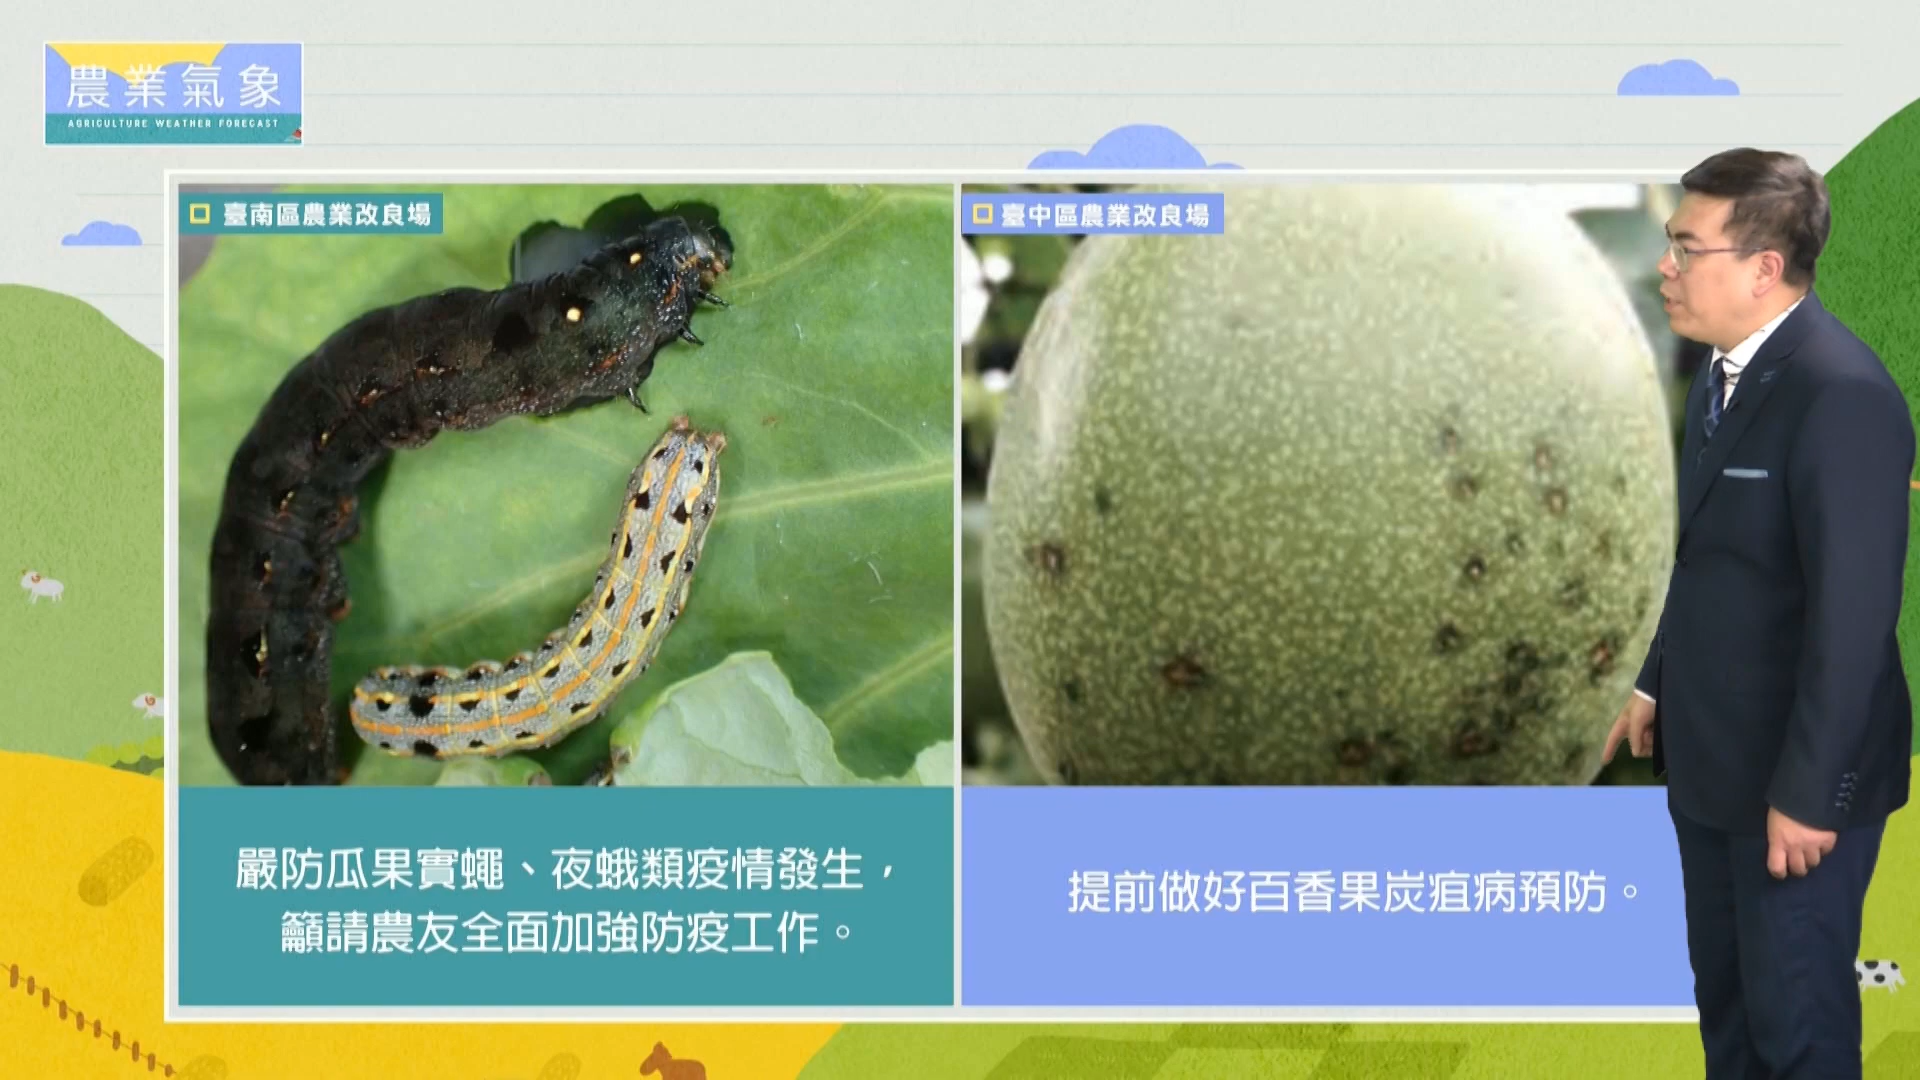 農業氣象
AGRICULTURE WEATHER FORECAST
臺南區農業改良場
臺中區農業改良場
嚴防瓜果實蠅、夜蛾類疫情發生，
籲請農友全面加強防疫工作。
提前做好百香果炭疽病預防。